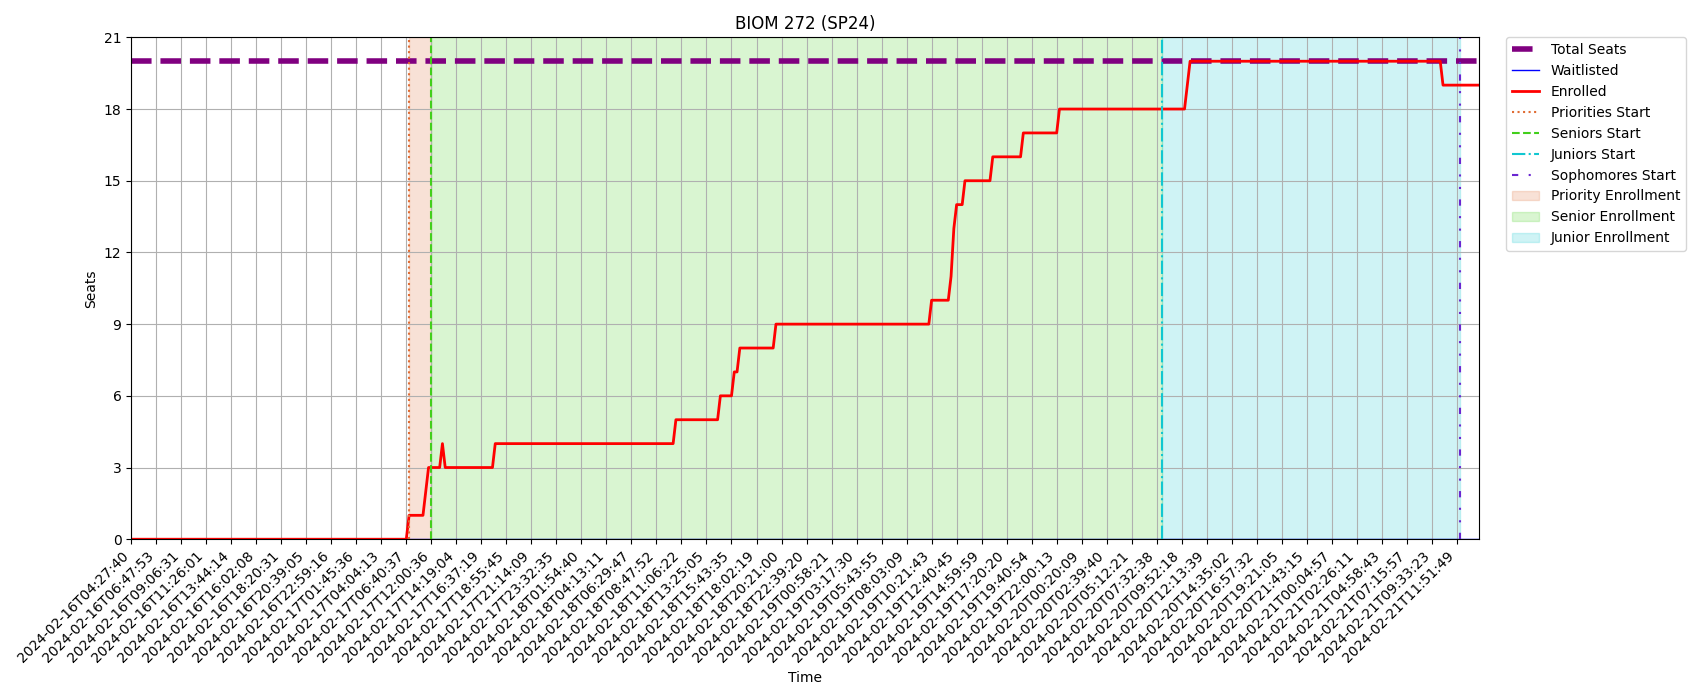 BIOM 272 (SP24)
21
18
15
12
9
6
3
0
Seats
2024-02-16T04:27:40
2024-02-16T06:47:53
2024-02-16T09:06:31
2024-02-16T11:26:01
2024-02-16T13:44:14
2024-02-16T16:02:08
2024-02-16T18:20:31
2024-02-16T20:39:05
2024-02-16T22:59:16
2024-02-17T01:45:36
2024-02-17T04:04:13
2024-02-17T06:40:37
2024-02-17T12:00:36
2024-02-17T14:19:04
2024-02-17T16:37:19
2024-02-17T18:55:45
2024-02-17T21:14:09
2024-02-17T23:32:35
2024-02-18T01:54:40
2024-02-18T04:13:11
2024-02-18T06:29:47
2024-02-18T08:47:52
2024-02-18T11:06:22
2024-02-18T13:25:05
2024-02-18T15:43:35
2024-02-18T18:02:19
2024-02-18T20:21:00
2024-02-18T22:39:20
2024-02-19T00:58:21
2024-02-19T03:17:30
2024-02-19T05:43:55
2024-02-19T08:03:09
2024-02-19T10:21:43
2024-02-19T12:40:45
2024-02-19T14:59:59
2024-02-19T17:20:20
2024-02-19T19:40:54
2024-02-19T22:00:13
2024-02-20T00:20:09
2024-02-20T02:39:40
2024-02-20T05:12:21
2024-02-20T07:32:38
2024-02-20T09:52:18
2024-02-20T12:13:39
2024-02-20T14:35:02
2024-02-20T16:57:32
2024-02-20T19:21:05
2024-02-20T21:43:15
2024-02-21T00:04:57
2024-02-21T02:26:11
2024-02-21T04:58:43
2024-02-21T07:15:57
2024-02-21T09:33:23
2024-02-21T11:51:49
Time
Total Seats
Waitlisted
Enrolled
Priorities Start
Seniors Start
Juniors Start
Sophomores Start
Priority Enrollment
Senior Enrollment
Junior Enrollment